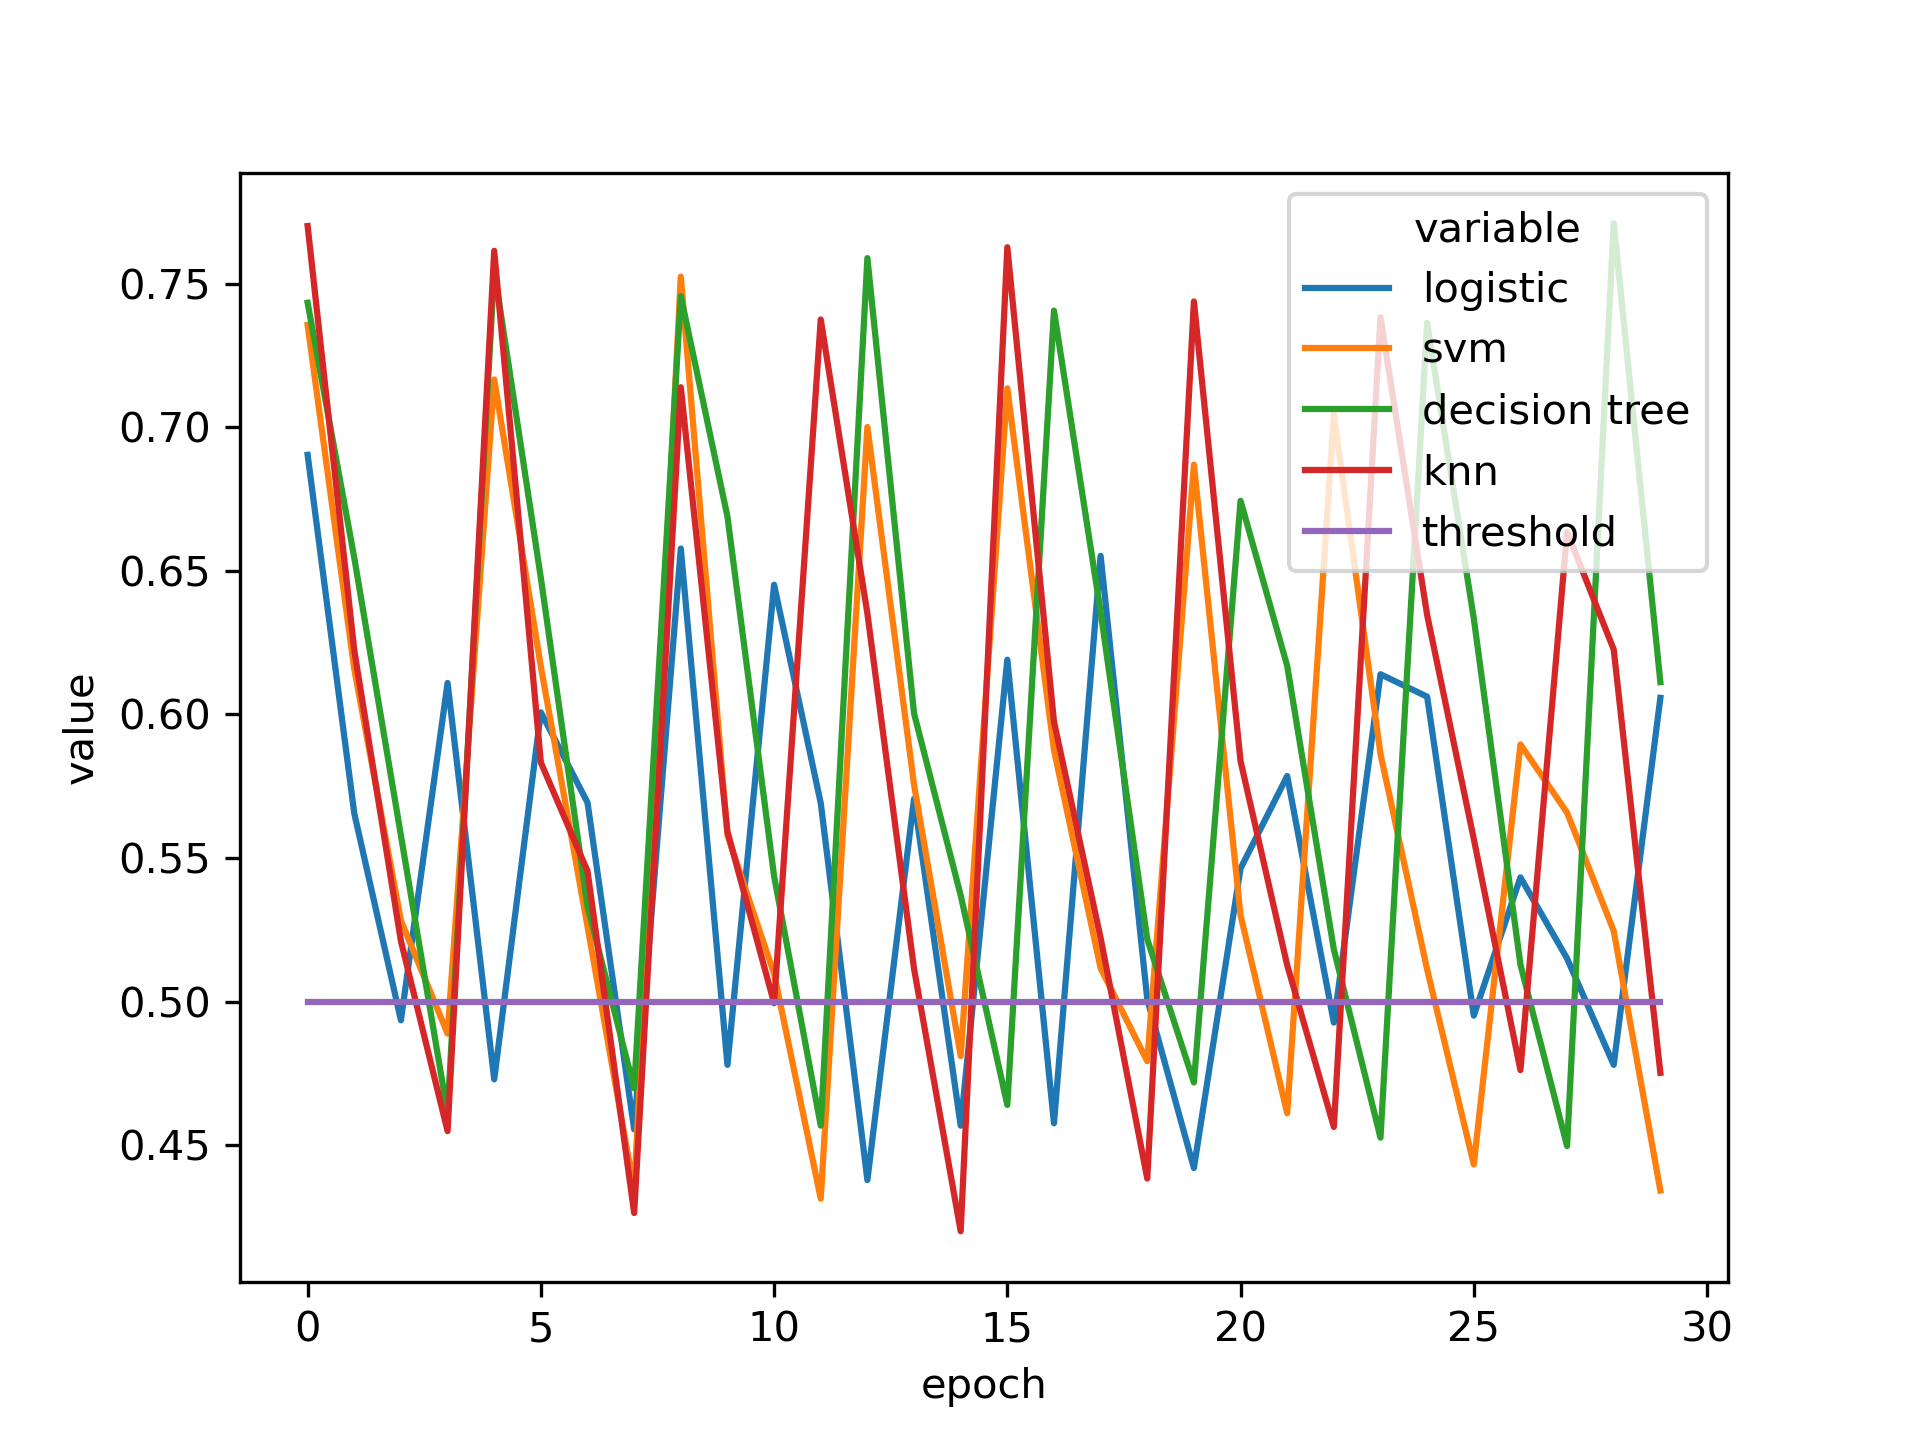 variable
logistic
svm
decision tree
knn
threshold
value
0.75
0.70
0.65
0.60
0.55
0.50
0.45
0 5 10 15 20 25 30
epoch